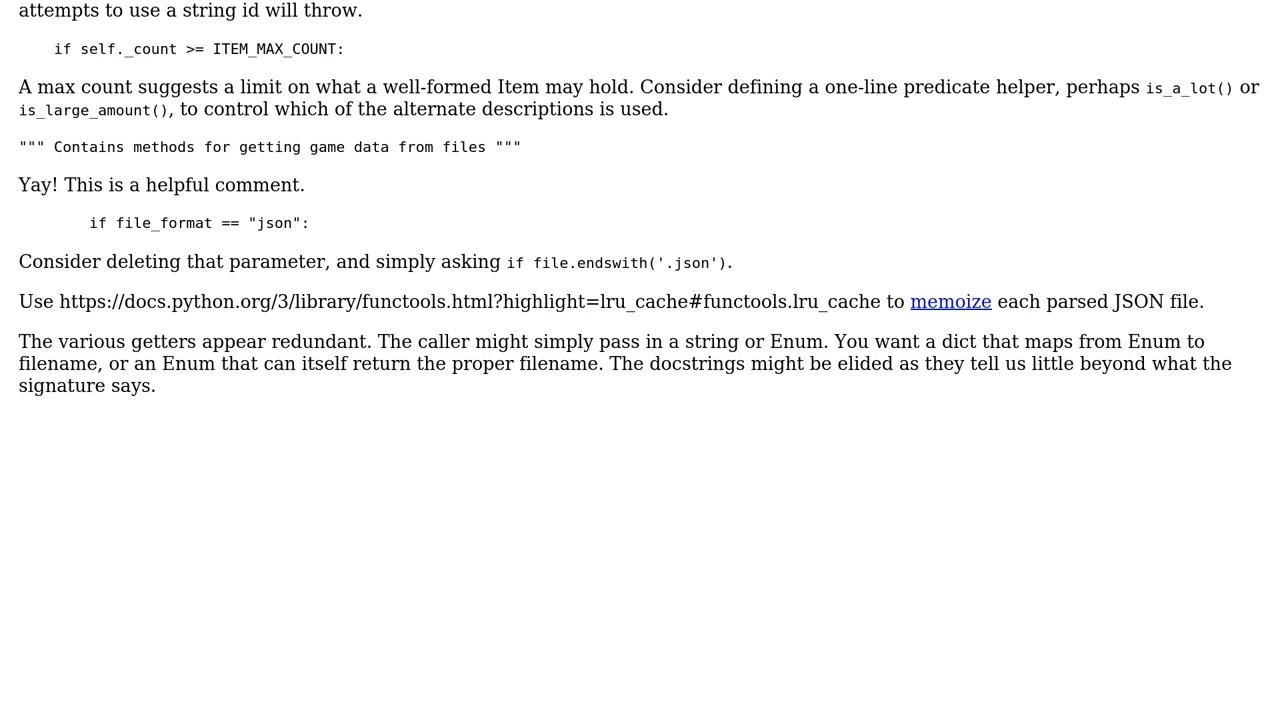 attempts to use a string id will throw.
if self._count >= ITEM_MAX_COUNT:
A max count suggests a limit on what a well-formed Item may hold. Consider defining a one-line predicate helper, perhaps is_a_lot() or
is_large_amount(), to control which of the alternate descriptions is used.
""" Contains methods for getting game data from files """
Yay! This is a helpful comment.
if file_format == "json":
Consider deleting that parameter, and simply asking if file.endswith('.json').
Use https://docs.python.org/3/library/functools.html?highlight=lru_cache#functools.lru_cache to memoize each parsed JSON file.
The various getters appear redundant. The caller might simply pass in a string or Enum. You want a dict that maps from Enum to
filename, or an Enum that can itself return the proper filename. The docstrings might be elided as they tell us little beyond what the
signature says.